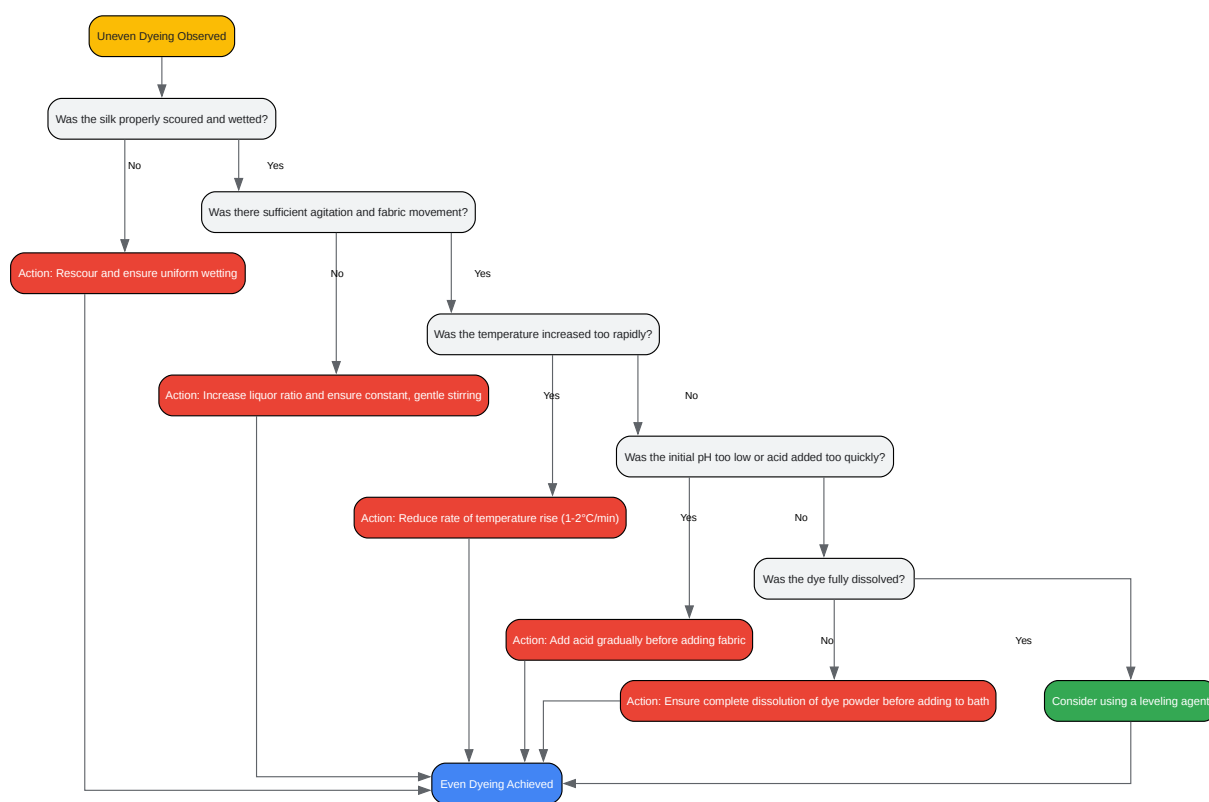 Uneven Dyeing Observed
Was the silk properly scoured and wetted?
No
Yes
Was there sufficient agitation and fabric movement?
Action: Rescour and ensure uniform wetting
No
Yes
Was the temperature increased too rapidly?
Action: Increase liquor ratio and ensure constant, gentle stirring
Yes
No
Was the initial pH too low or acid added too quickly?
Action: Reduce rate of temperature rise (1-2°C/min)
Yes
No
Was the dye fully dissolved?
Action: Add acid gradually before adding fabric
No
Yes
Action: Ensure complete dissolution of dye powder before adding to bath
Consider using a leveling agent
Even Dyeing Achieved